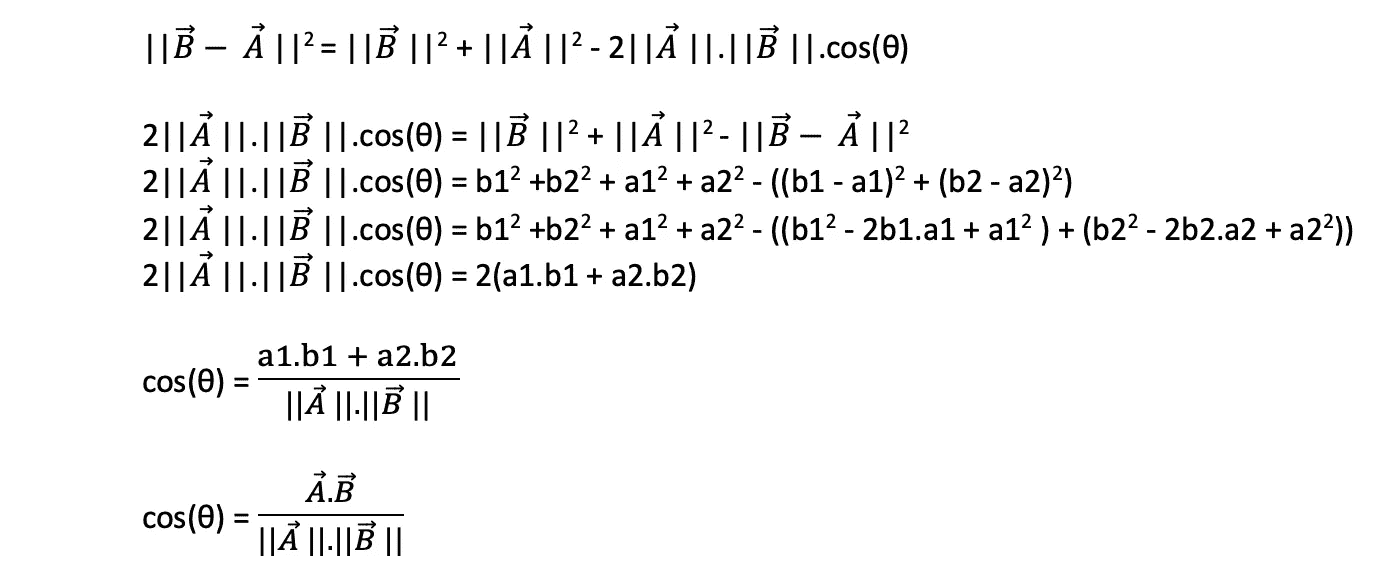 ||B⃗ − A⃗ ||² = ||B⃗ ||² + ||A⃗ ||² - 2||A⃗ ||.||B⃗ ||.cos(θ)
2||A⃗ ||.||B⃗ ||.cos(θ) = ||B⃗ ||² + ||A⃗ ||² - ||B⃗ − A⃗ ||²
2||A⃗ ||.||B⃗ ||.cos(θ) = b1² +b2² + a1² + a2² - ((b1 - a1)² + (b2 - a2)²)
2||A⃗ ||.||B⃗ ||.cos(θ) = b1² +b2² + a1² + a2² - ((b1² - 2b1.a1 + a1² ) + (b2² - 2b2.a2 + a2²))
2||A⃗ ||.||B⃗ ||.cos(θ) = 2(a1.b1 + a2.b2)
cos(θ) = a1.b1 + a2.b2
||A⃗ ||.||B⃗ ||
cos(θ) = A⃗.B⃗
||A⃗ ||.||B⃗ ||